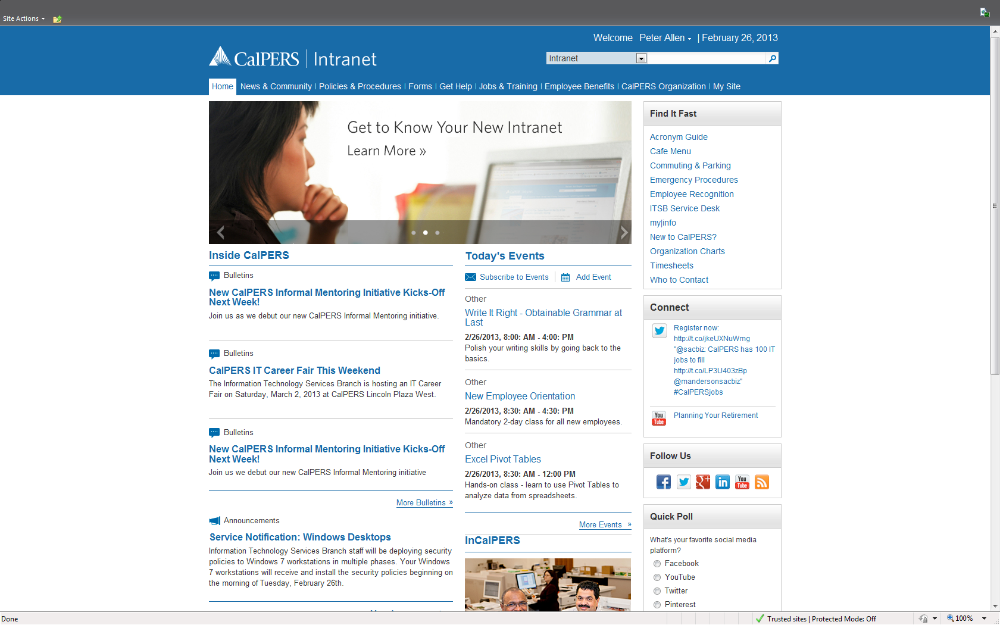 Site Actions
Welcome Peter Allen | February 26, 2013
CalPERS | Intranet
Intranet
Home
News & Community | Policies & Procedures | Forms | Get Help | Jobs & Training | Employee Benefits | CalPERS Organization | My Site
Get to Know Your New Intranet
Learn More »
Inside CalPERS
Bulletins
New CalPERS Informal Mentoring Initiative Kicks-Off
Next Week!
Join us as we debut our new CalPERS Informal Mentoring initiative.
Bulletins
CalPERS IT Career Fair This Weekend
The Information Technology Services Branch is hosting an IT Career
Fair on Saturday, March 2, 2013 at CalPERS Lincoln Plaza West.
Bulletins
New CalPERS Informal Mentoring Initiative Kicks-Off
Next Week!
Join us we debut our new CalPERS Informal Mentoring initiative
More Bulletins »
Announcements
Service Notification: Windows Desktops
Information Technology Services Branch staff will be deploying security
policies to Windows 7 workstations in multiple phases. Your Windows
7 workstations will receive and install the security policies beginning on
the morning of Tuesday, February 26th.
Today's Events
Subscribe to Events
Add Event
Other
Write It Right - Obtainable Grammar at
Last
2/26/2013, 8:00: AM - 4:00: PM
Polish your writing skills by going back to the
basics.
Other
New Employee Orientation
2/26/2013, 8:30: AM - 4:30: PM
Mandatory 2-day class for all new employees.
Other
Excel Pivot Tables
2/26/2013, 8:30: AM - 12:00 PM
Hands-on class - learn to use Pivot Tables to
analyze data from spreadsheets.
More Events »
InCalPERS
Find It Fast
Acronym Guide
Cafe Menu
Commuting & Parking
Emergency Procedures
Employee Recognition
ITSB Service Desk
my|info
New to CalPERS?
Organization Charts
Timesheets
Who to Contact
Connect
Register now:
http://t.co/jkeUXNuWmg
"@sacbiz: CalPERS has 100 IT
jobs to fill
http://t.co/LP3U403zBp
@mandersonsacbiz"
#CalPERSjobs
You
Tube
Planning Your Retirement
Follow Us
You
Tube
Quick Poll
What's your favorite social media
platform?
Facebook
YouTube
Twitter
Pinterest
Done
Trusted sites | Protected Mode: Off
100%